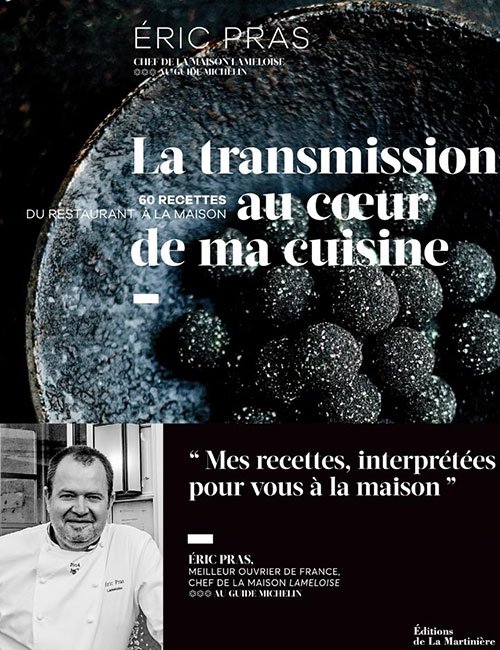 ÉRIC PRAS
CHEF DE LA MAISON LAMELOISE
❀❀❀ AU GUIDE MICHELIN
La transmission
60 RECETTES
DU RESTAURANT À LA MAISON
au cœur
de ma cuisine
“ Mes recettes, interprétées
pour vous à la maison ”
ÉRIC PRAS,
MEILLEUR OUVRIER DE FRANCE,
CHEF DE LA MAISON LAMELOISE
❀❀❀ AU GUIDE MICHELIN
Éric Pras
Lameloise
Éditions
de La Martinière